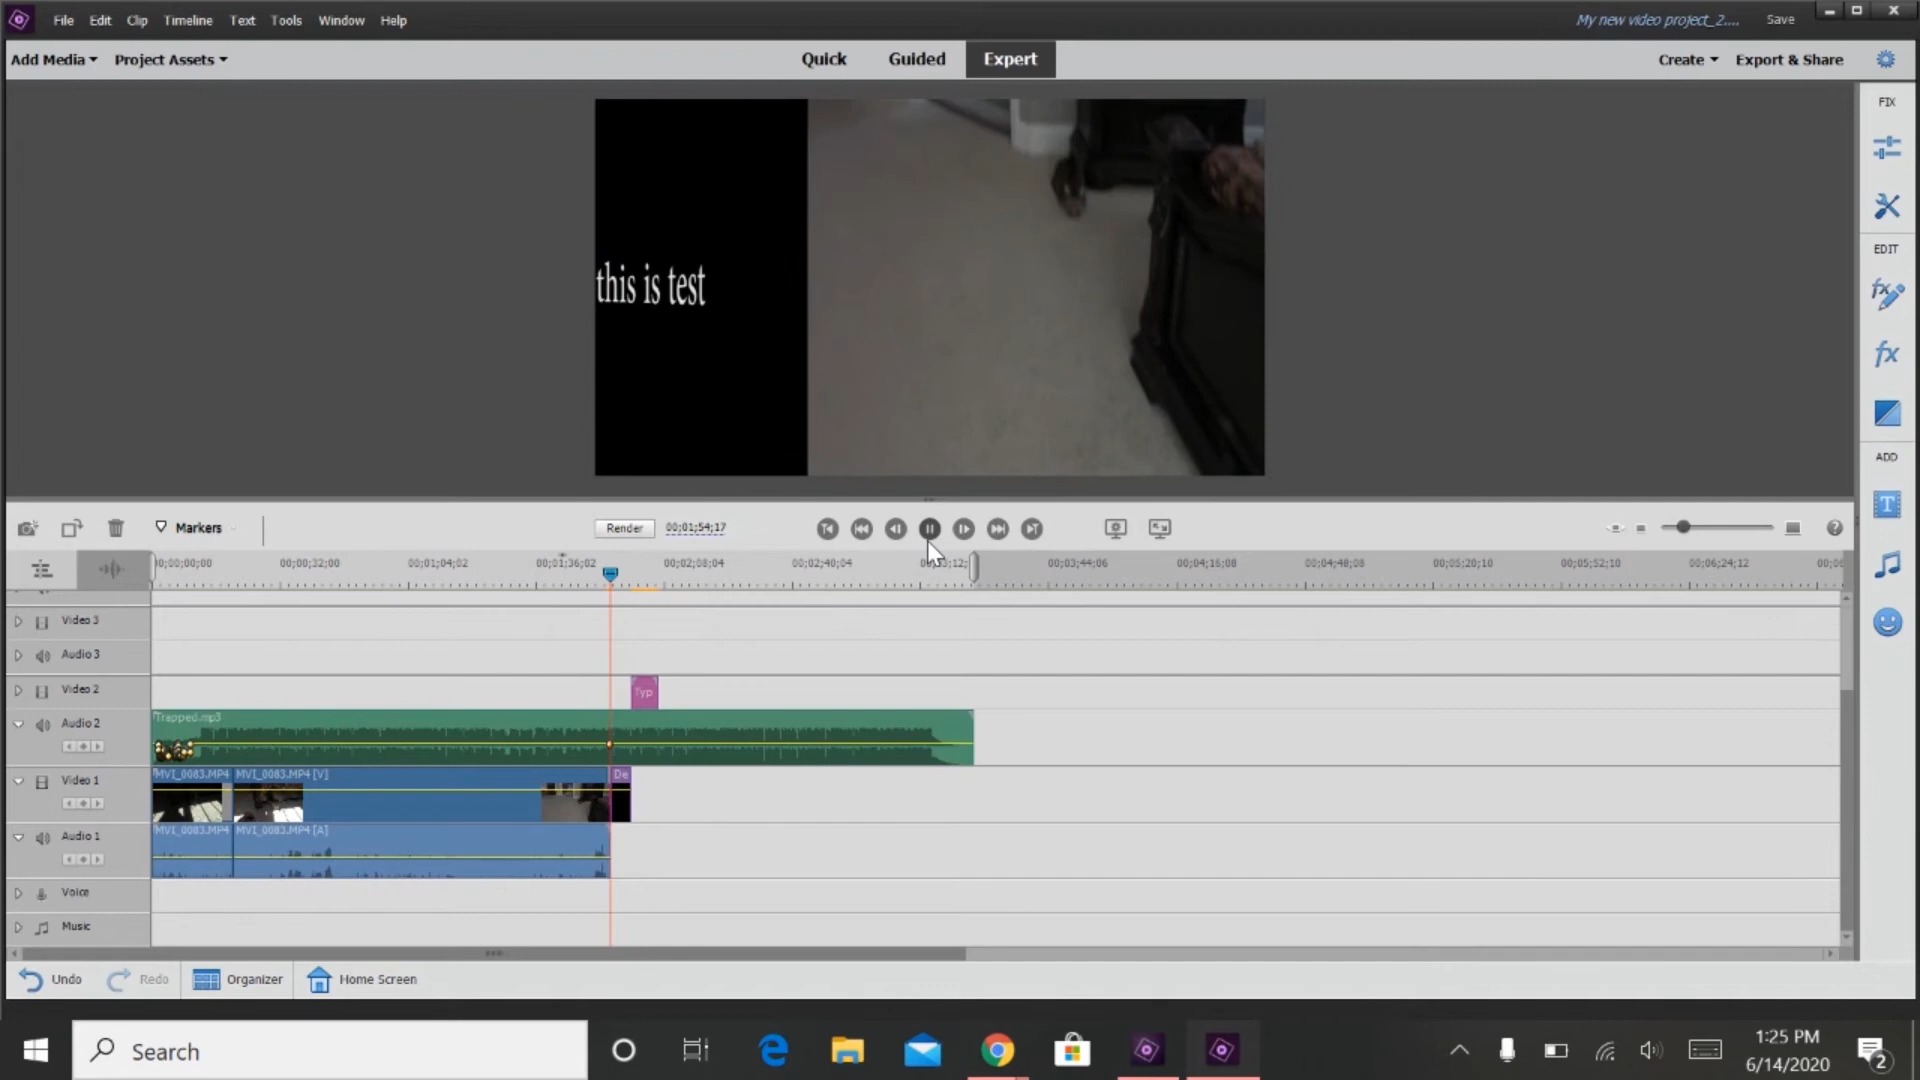 File Edit Clip Timeline Text Tools Window Help
My new video project_2.... Save
Add Media Project Assets
Quick Guided Expert
Create Export & Share
FIX
EDIT
ADD
this is test
Markers
Render 00;01;54;17
00;00;32;00 00;01;04;02 00;01;36;02 00;02;08;04 00;02;40;04 00;03;44;06 00;04;16;08 00;04;48;08 00;05;20;10 00;05;52;10 00;06;24;12
Video 3
Audio 3
Video 2
Typ
Audio 2
Trapped.mp3
Video 1
MVI_0083.MP4 MVI_0083.MP4 [V] De
Audio 1
MVI_0083.MP4 MVI_0083.MP4 [A]
Voice
Music
Undo Redo Organizer Home Screen
Search
1:25 PM
6/14/2020
2